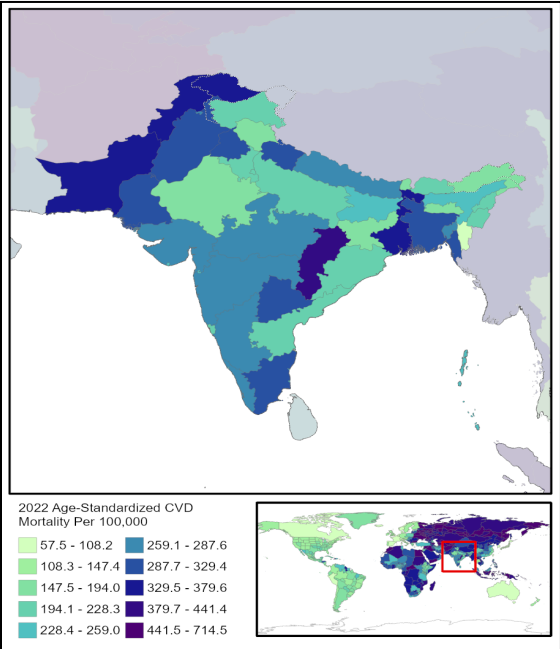 2022 Age-Standardized CVD
Mortality Per 100,000
57.5 - 108.2
108.3 - 147.4
147.5 - 194.0
194.1 - 228.3
228.4 - 259.0
259.1 - 287.6
287.7 - 329.4
329.5 - 379.6
379.7 - 441.4
441.5 - 714.5